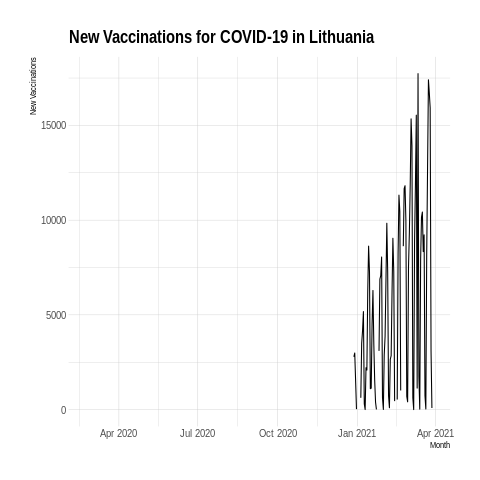 New Vaccinations for COVID-19 in Lithuania
New Vaccinations
15000
10000
5000
0
Apr 2020 Jul 2020 Oct 2020 Jan 2021 Apr 2021
Month